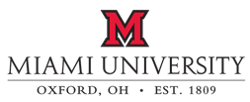 M
MIAMI UNIVERSITY
OXFORD, OH • EST. 1809